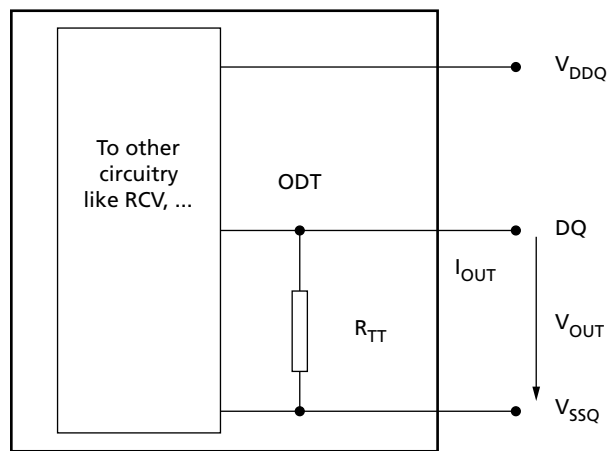 V_DDQ
To other
circuitry
like RCV, ...
ODT
DQ
I_OUT
R_TT
V_OUT
V_SSQ